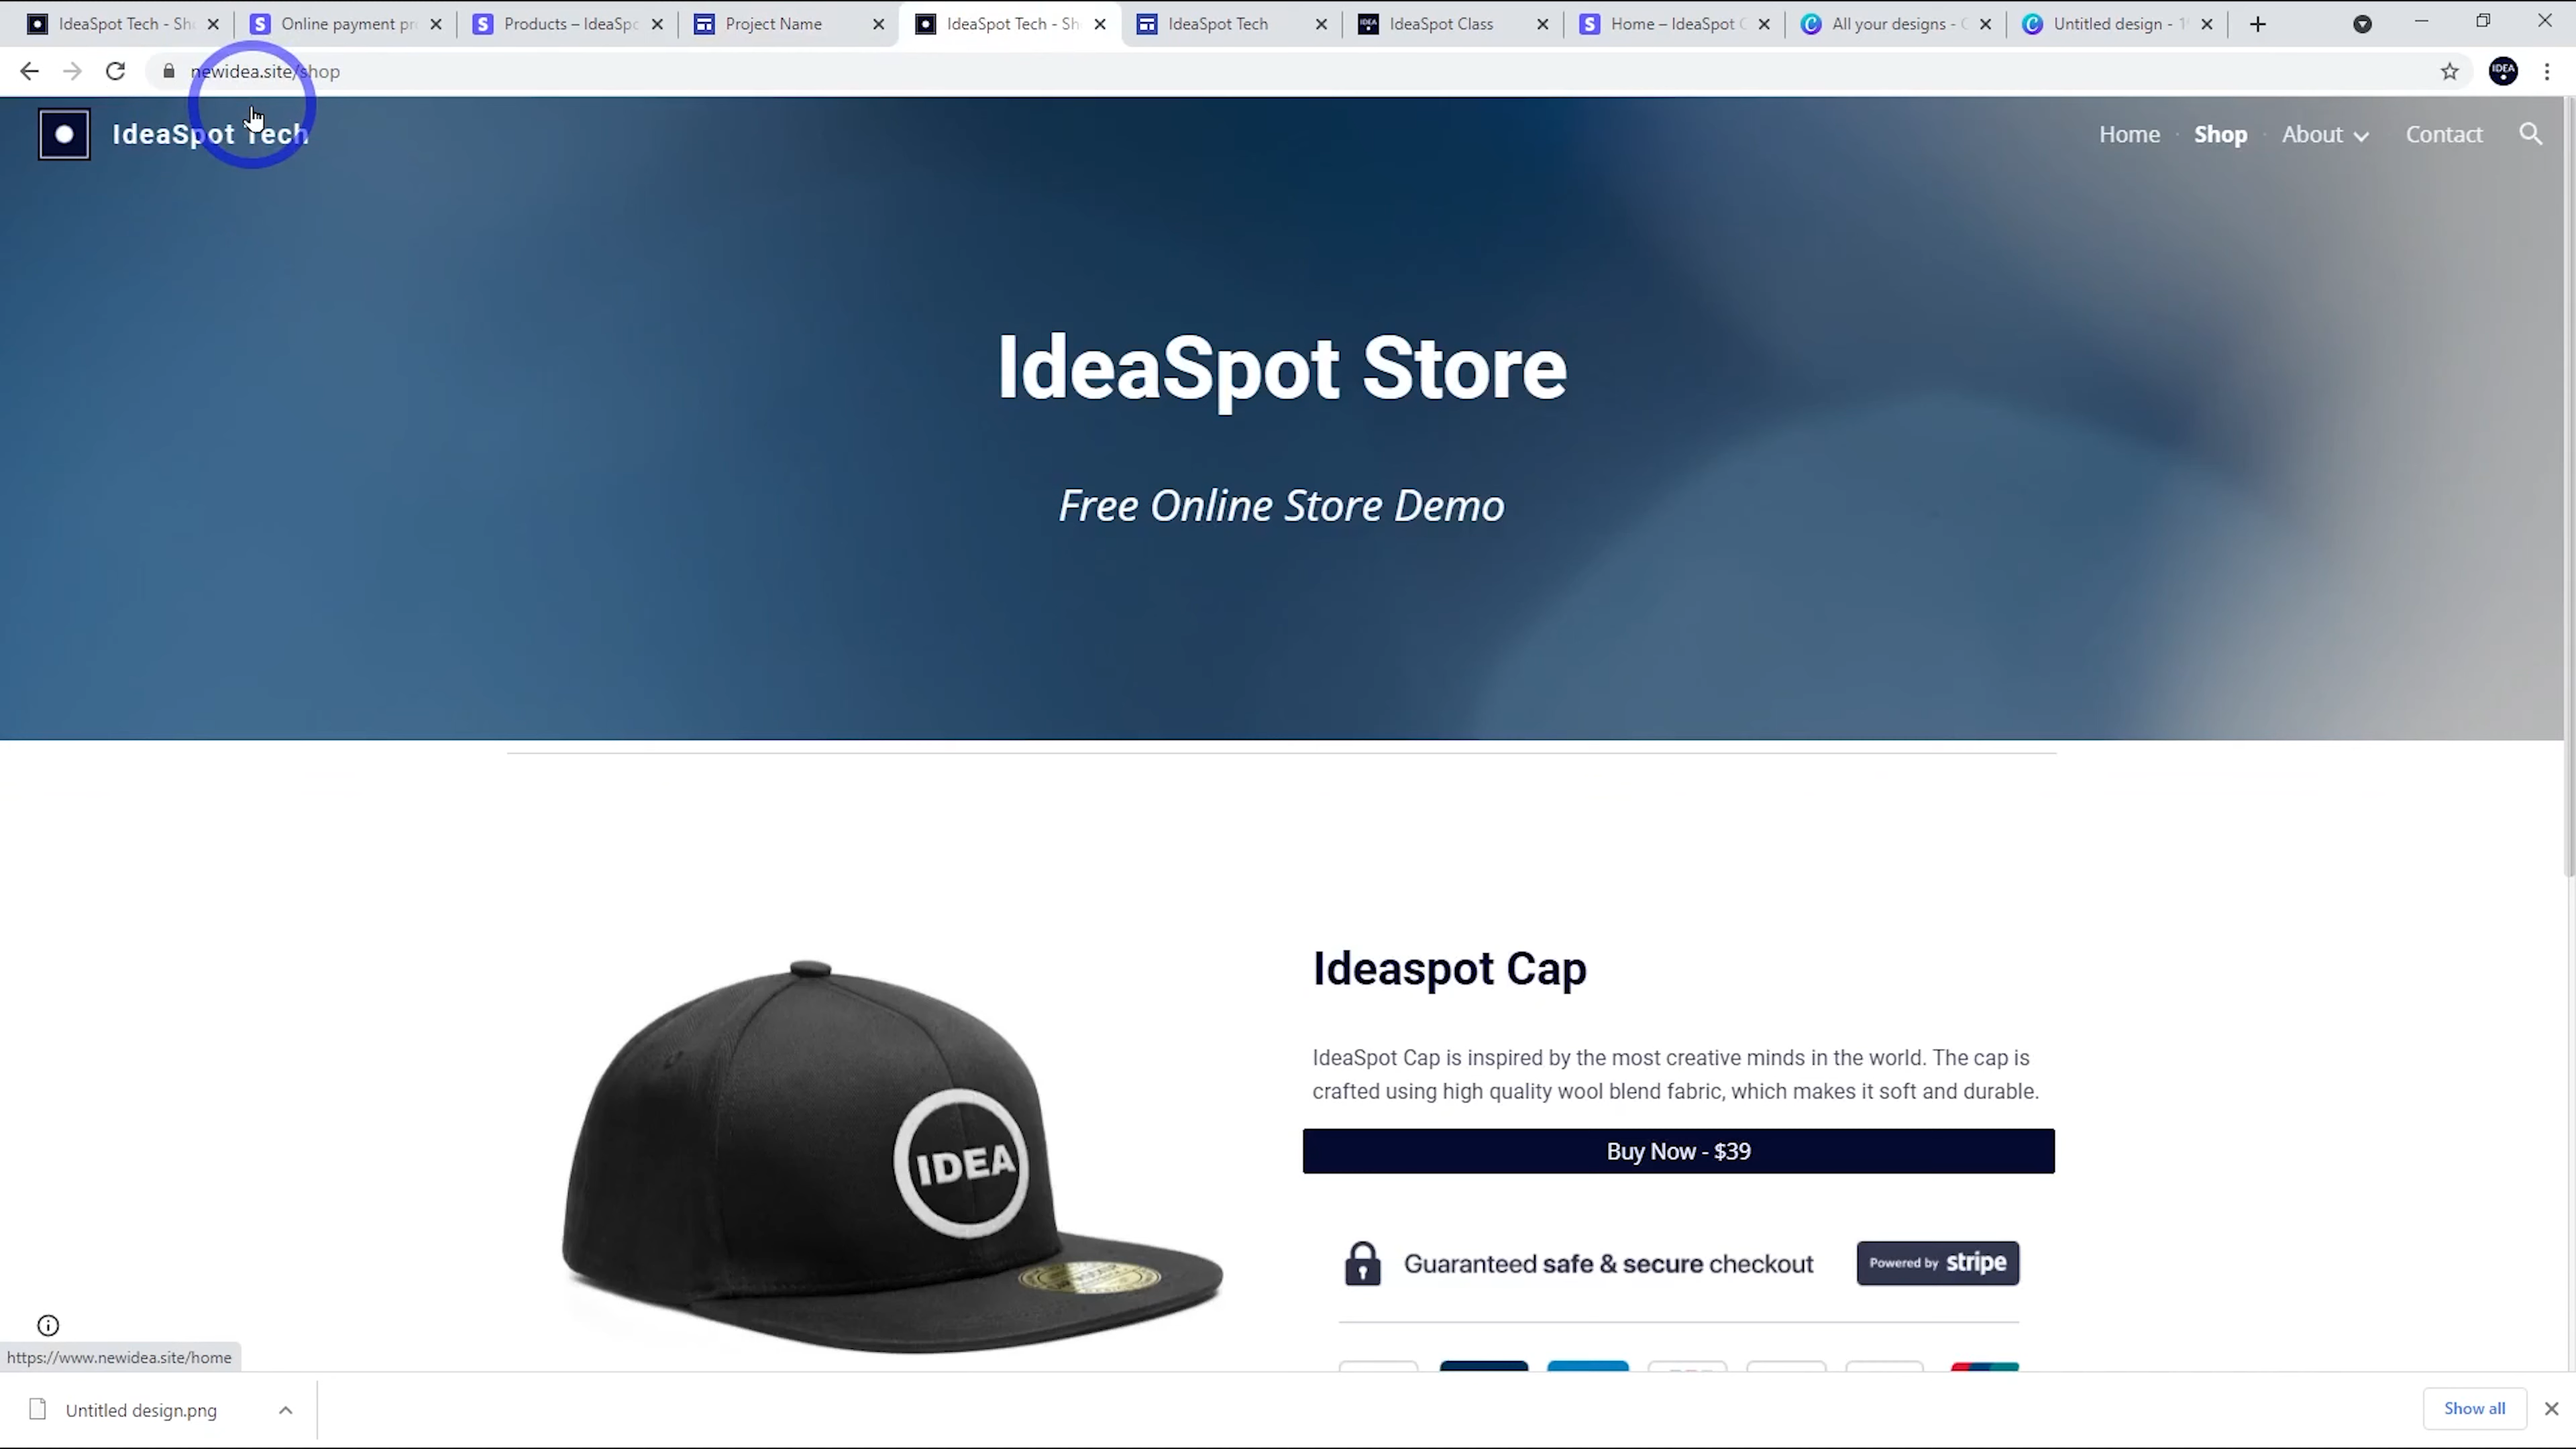 IdeaSpot Tech - Sh
Online payment pr
Products – IdeaSpo
Project Name
IdeaSpot Tech - Sh
IdeaSpot Tech
IdeaSpot Class
Home – IdeaSpot C
All your designs - C
Untitled design - 1
newidea.site/shop
IDEA
IdeaSpot Tech
Home
Shop
About
Contact
IdeaSpot Store
Free Online Store Demo
Ideaspot Cap
IdeaSpot Cap is inspired by the most creative minds in the world. The cap is
crafted using high quality wool blend fabric, which makes it soft and durable.
IDEA
Buy Now - $39
Guaranteed safe & secure checkout
Powered by stripe
https://www.newidea.site/home
Untitled design.png
Show all